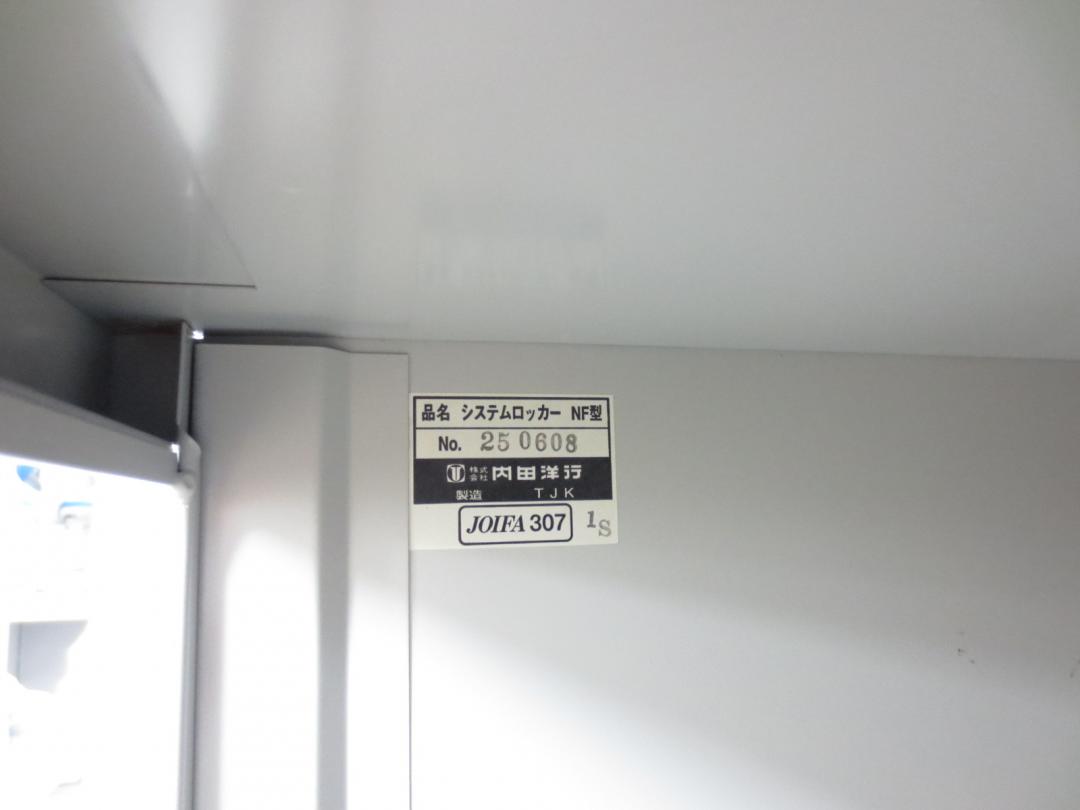 品名 システムロッカー NF型
No. 250608
株式会社 内田洋行
製造 TJK
JOIFA 307 1S